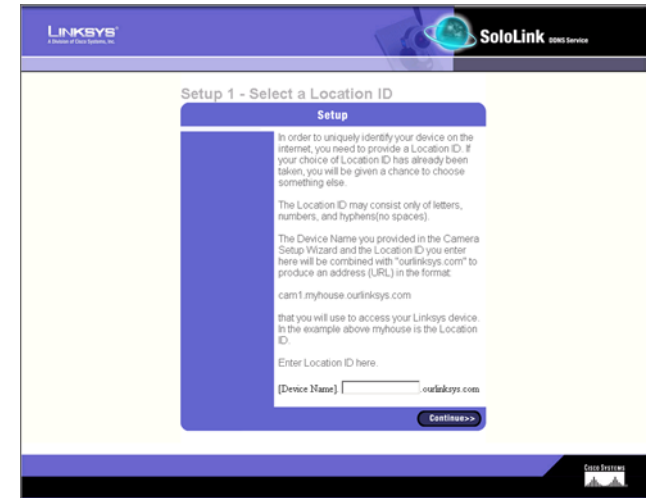 LINKSYS®
A Division of Cisco Systems, Inc.
SoloLink DDNS Service
Setup 1 - Select a Location ID
Setup
In order to uniquely identify your device on the
internet, you need to provide a Location ID. If
your choice of Location ID has already been
taken, you will be given a chance to choose
something else.
The Location ID may consist only of letters,
numbers, and hyphens(no spaces).
The Device Name you provided in the Camera
Setup Wizard and the Location ID you enter
here will be combined with "ourlinksys.com" to
produce an address (URL) in the format:
cam1.myhouse.ourlinksys.com
that you will use to access your Linksys device.
In the example above myhouse is the Location
ID.
Enter Location ID here.
[Device Name]. .ourlinksys.com
Continue>>
CISCO SYSTEMS